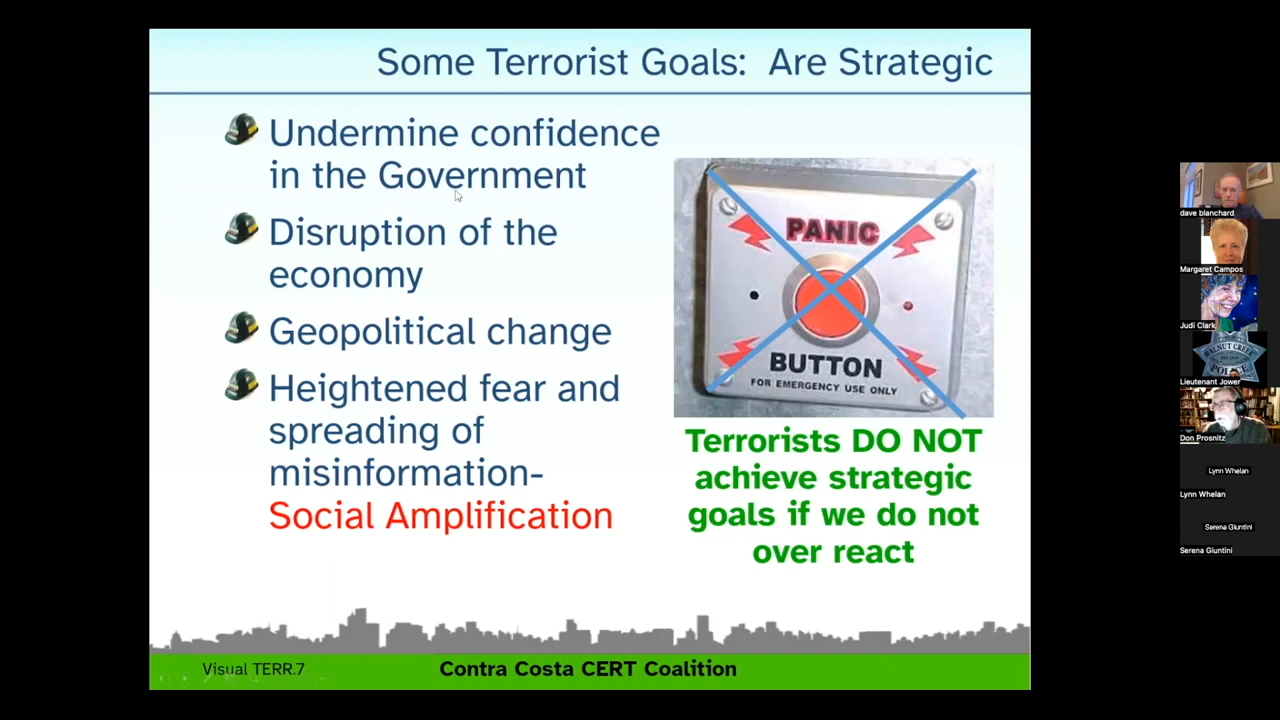 Some Terrorist Goals: Are Strategic
Undermine confidence
in the Government
Disruption of the
economy
Geopolitical change
Heightened fear and
spreading of
misinformation-
Social Amplification
PANIC
BUTTON
FOR EMERGENCY USE ONLY
Terrorists DO NOT
achieve strategic
goals if we do not
over react
Visual TERR.7
Contra Costa CERT Coalition
dave blanchard
Margaret Campos
Judi Clark
WALNUT CREEK
POLICE
Lieutenant Jower
Don Prosnitz
Lynn Whelan
Lynn Whelan
Serena Giuntini
Serena Giuntini